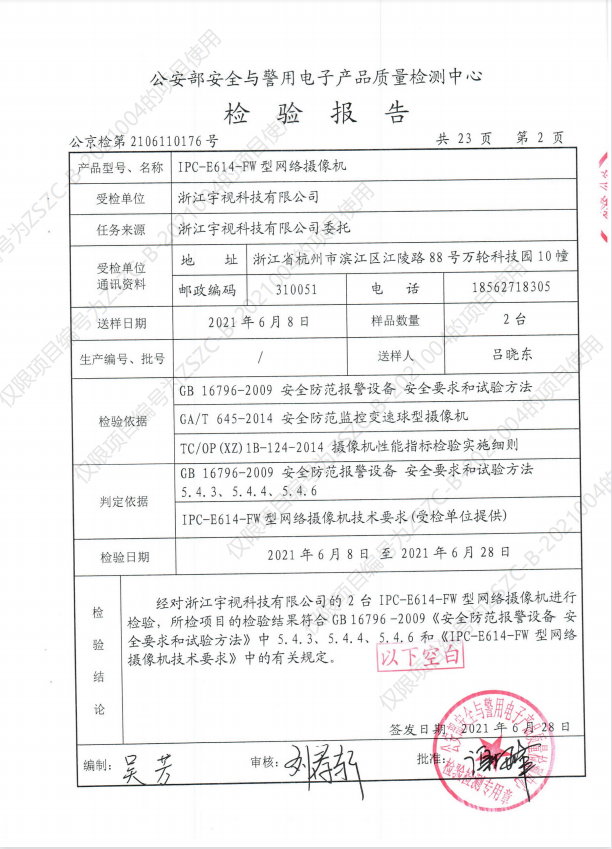 公安部安全与警用电子产品质量检测中心
检 验 报 告
公京检第 2106110176 号 共 23 页 第 2 页
产品型号、名称 IPC-E614-FW 型网络摄像机
受检单位 浙江宇视科技有限公司
任务来源 浙江宇视科技有限公司委托
受检单位
通讯资料
地 址 浙江省杭州市滨江区江陵路 88 号万轮科技园 10 幢
邮政编码 310051 电 话 18562718305
送样日期 2021 年 6 月 8 日 样品数量 2 台
生产编号、批号 / 送样人 吕晓东
检验依据
GB 16796-2009 安全防范报警设备 安全要求和试验方法
GA/T 645-2014 安全防范监控变速球型摄像机
TC/OP(XZ)1B-124-2014 摄像机性能指标检验实施细则
判定依据
GB 16796-2009 安全防范报警设备 安全要求和试验方法
5.4.3、5.4.4、5.4.6
IPC-E614-FW 型网络摄像机技术要求(受检单位提供)
检验日期 2021 年 6 月 8 日 至 2021 年 6 月 28 日
检验结论
经对浙江宇视科技有限公司的 2 台 IPC-E614-FW 型网络摄像机进行
检验，所检项目的检验结果符合 GB 16796-2009《安全防范报警设备 安
全要求和试验方法》中 5.4.3、5.4.4、5.4.6 和《IPC-E614-FW 型网络
摄像机技术要求》中的有关规定。
以下空白
签发日期 2021 年 6 月 28 日
编制: 吴芳 审核: 批准:
公安部安全与警用电子产品质量检测中心
检验检测专用章
仅限项目编号为ZSZC-B-2021004的项目使用